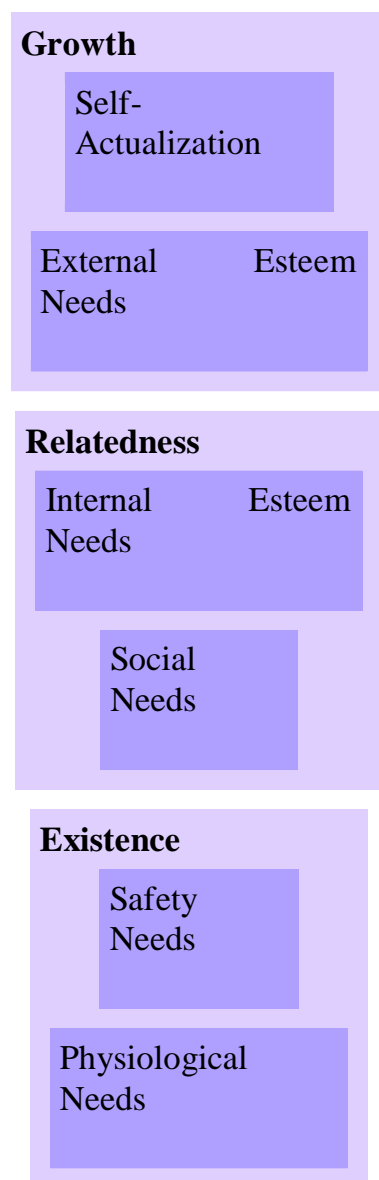 Growth
Self-
Actualization
External Esteem
Needs
Relatedness
Internal Esteem
Needs
Social
Needs
Existence
Safety
Needs
Physiological
Needs